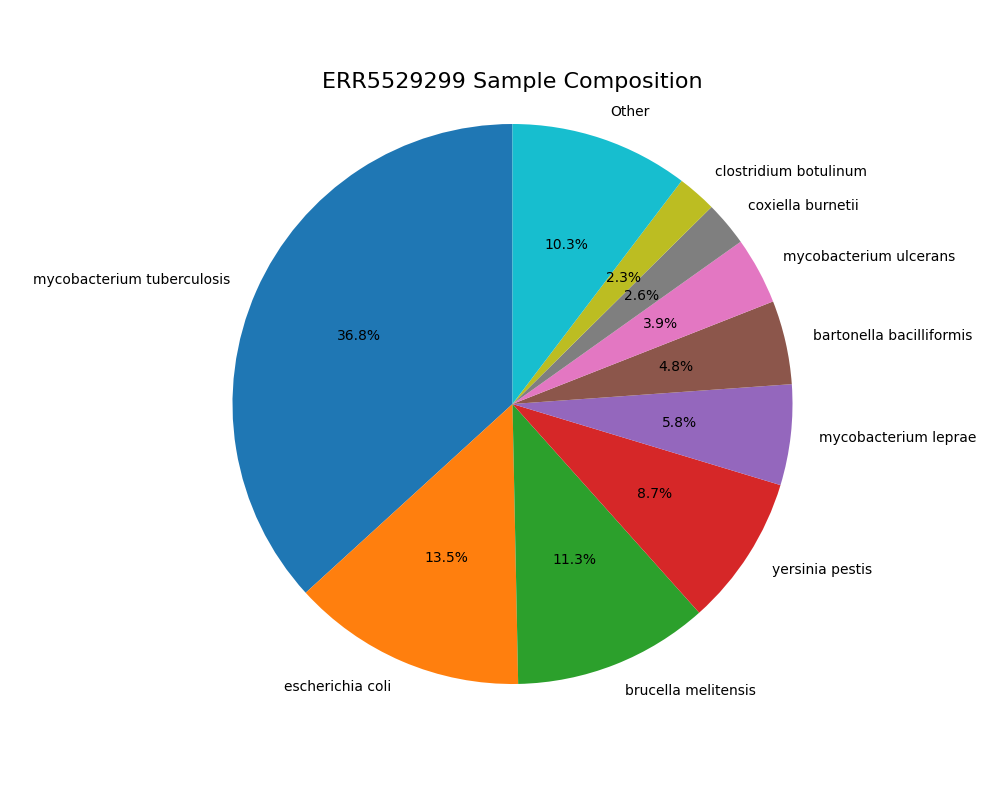 ERR5529299 Sample Composition
Other
clostridium botulinum
coxiella burnetii
mycobacterium ulcerans
bartonella bacilliformis
mycobacterium leprae
yersinia pestis
brucella melitensis
escherichia coli
mycobacterium tuberculosis
10.3%
2.3%
2.6%
3.9%
4.8%
5.8%
8.7%
11.3%
13.5%
36.8%